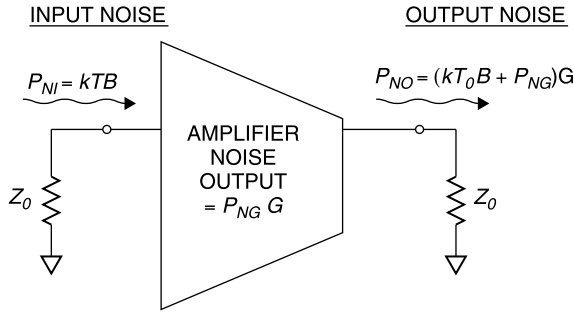 INPUT NOISE
OUTPUT NOISE
P_NI = kTB
P_NO = (kT_0B + P_NG)G
AMPLIFIER
NOISE
OUTPUT
= P_NG G
Z_0
Z_0